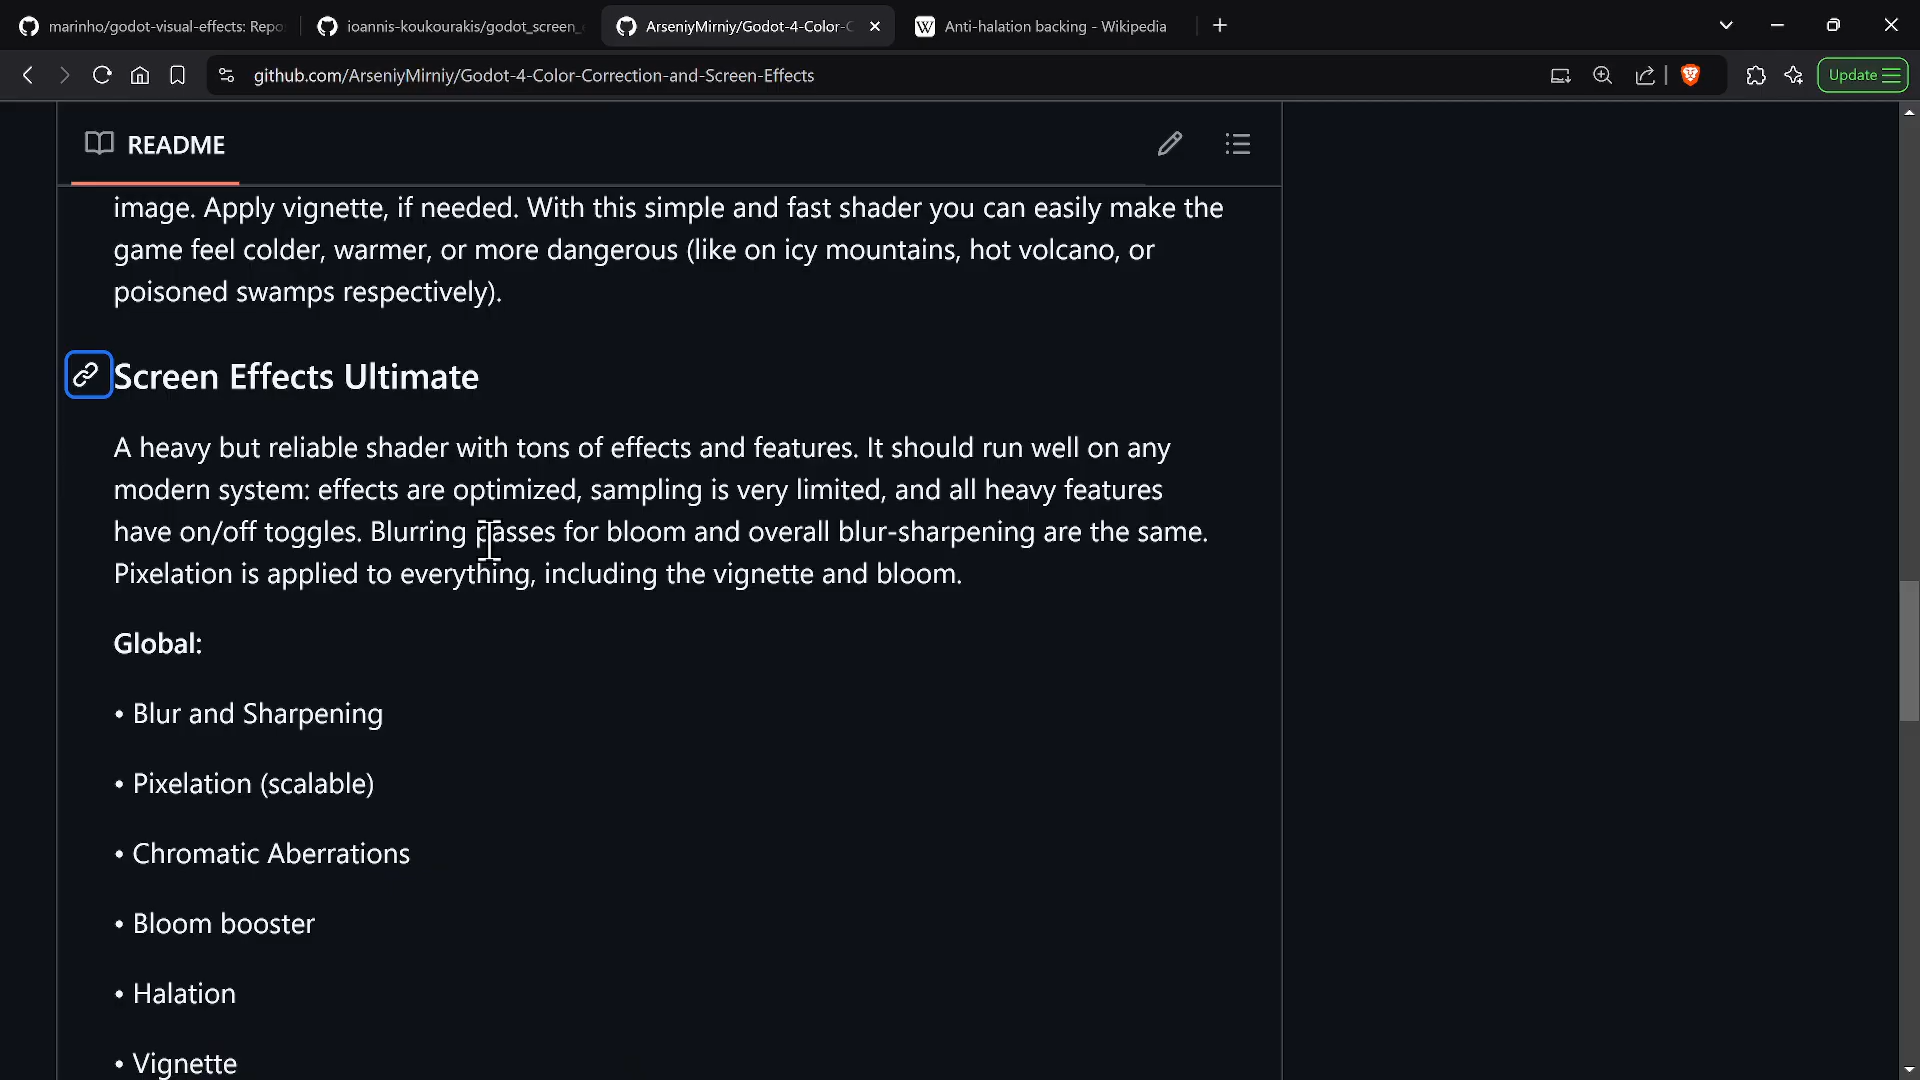 marinho/godot-visual-effects: Repo
ioannis-koukourakis/godot_screen_
ArseniyMirniy/Godot-4-Color-C
Anti-halation backing - Wikipedia
github.com/ArseniyMirniy/Godot-4-Color-Correction-and-Screen-Effects
Update
README
image. Apply vignette, if needed. With this simple and fast shader you can easily make the
game feel colder, warmer, or more dangerous (like on icy mountains, hot volcano, or
poisoned swamps respectively).
Screen Effects Ultimate
A heavy but reliable shader with tons of effects and features. It should run well on any
modern system: effects are optimized, sampling is very limited, and all heavy features
have on/off toggles. Blurring passes for bloom and overall blur-sharpening are the same.
Pixelation is applied to everything, including the vignette and bloom.
Global:
• Blur and Sharpening
• Pixelation (scalable)
• Chromatic Aberrations
• Bloom booster
• Halation
• Vignette